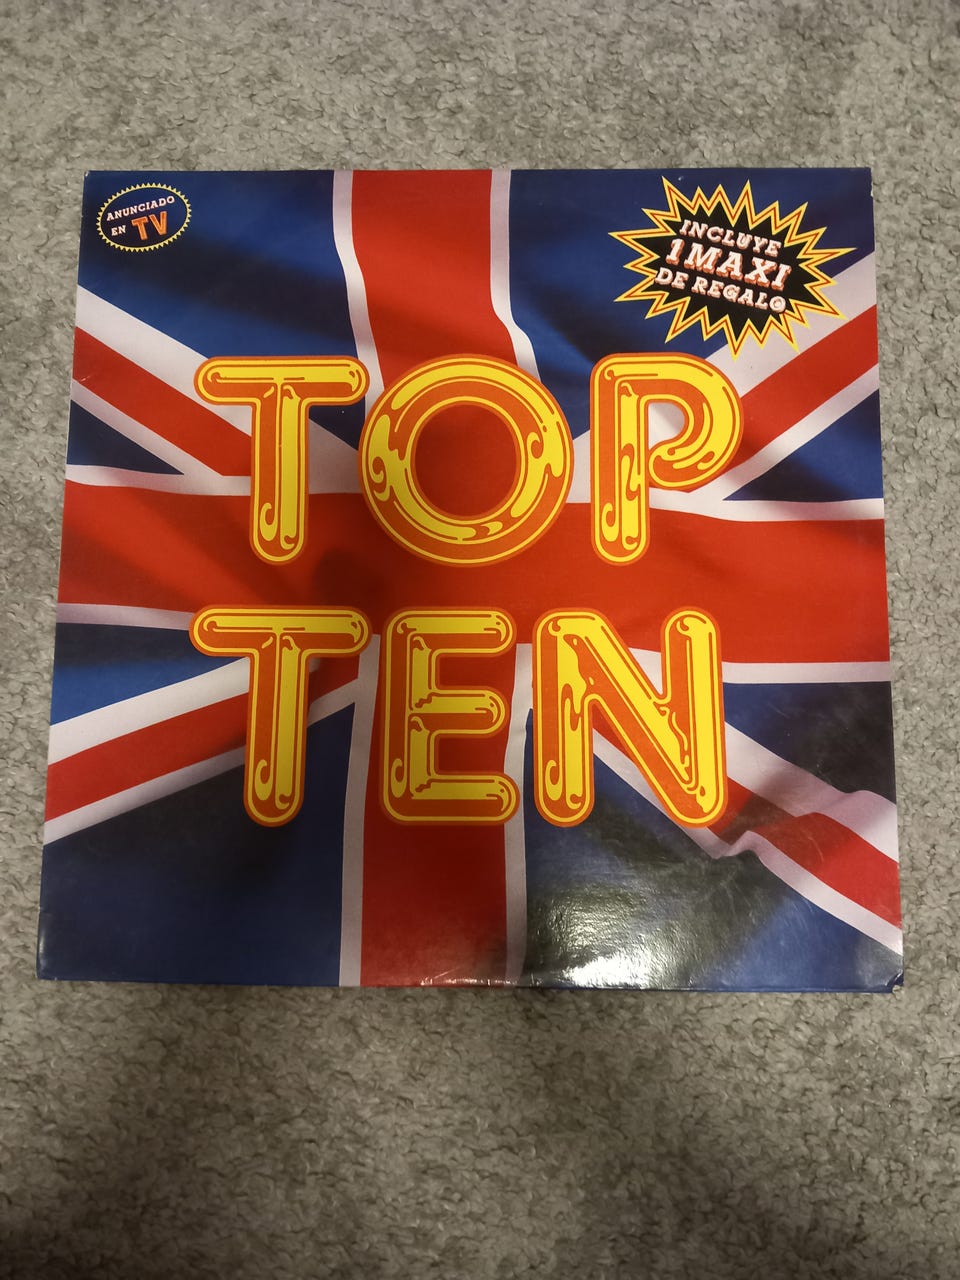 ANUNCIADO
EN TV
INCLUYE
1 MAXI
DE REGALO
TOP
TEN